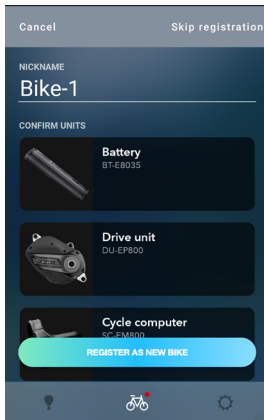 Cancel
Skip registration
NICKNAME
Bike-1
CONFIRM UNITS
Battery
BT-E8035
Drive unit
DU-EP800
Cycle computer
SC-EM800
REGISTER AS NEW BIKE